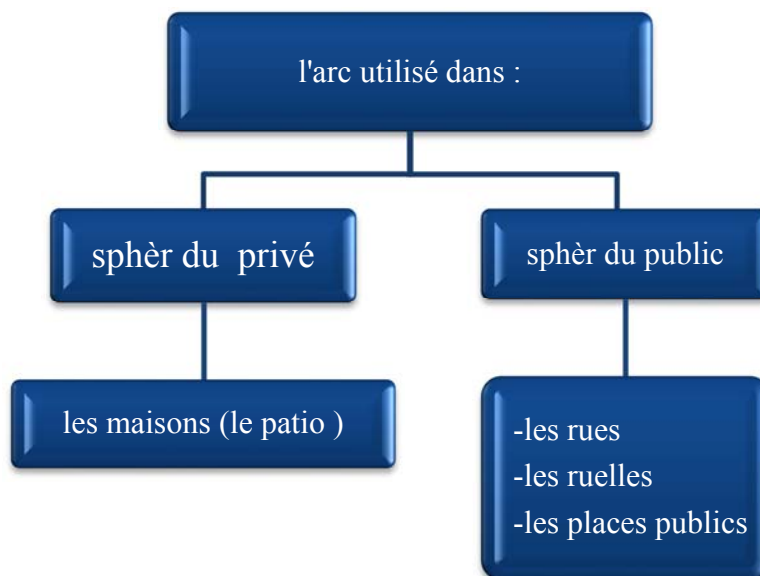 l'arc utilisé dans :
sphèr du privé
sphèr du public
les maisons (le patio )
-les rues
-les ruelles
-les places publics